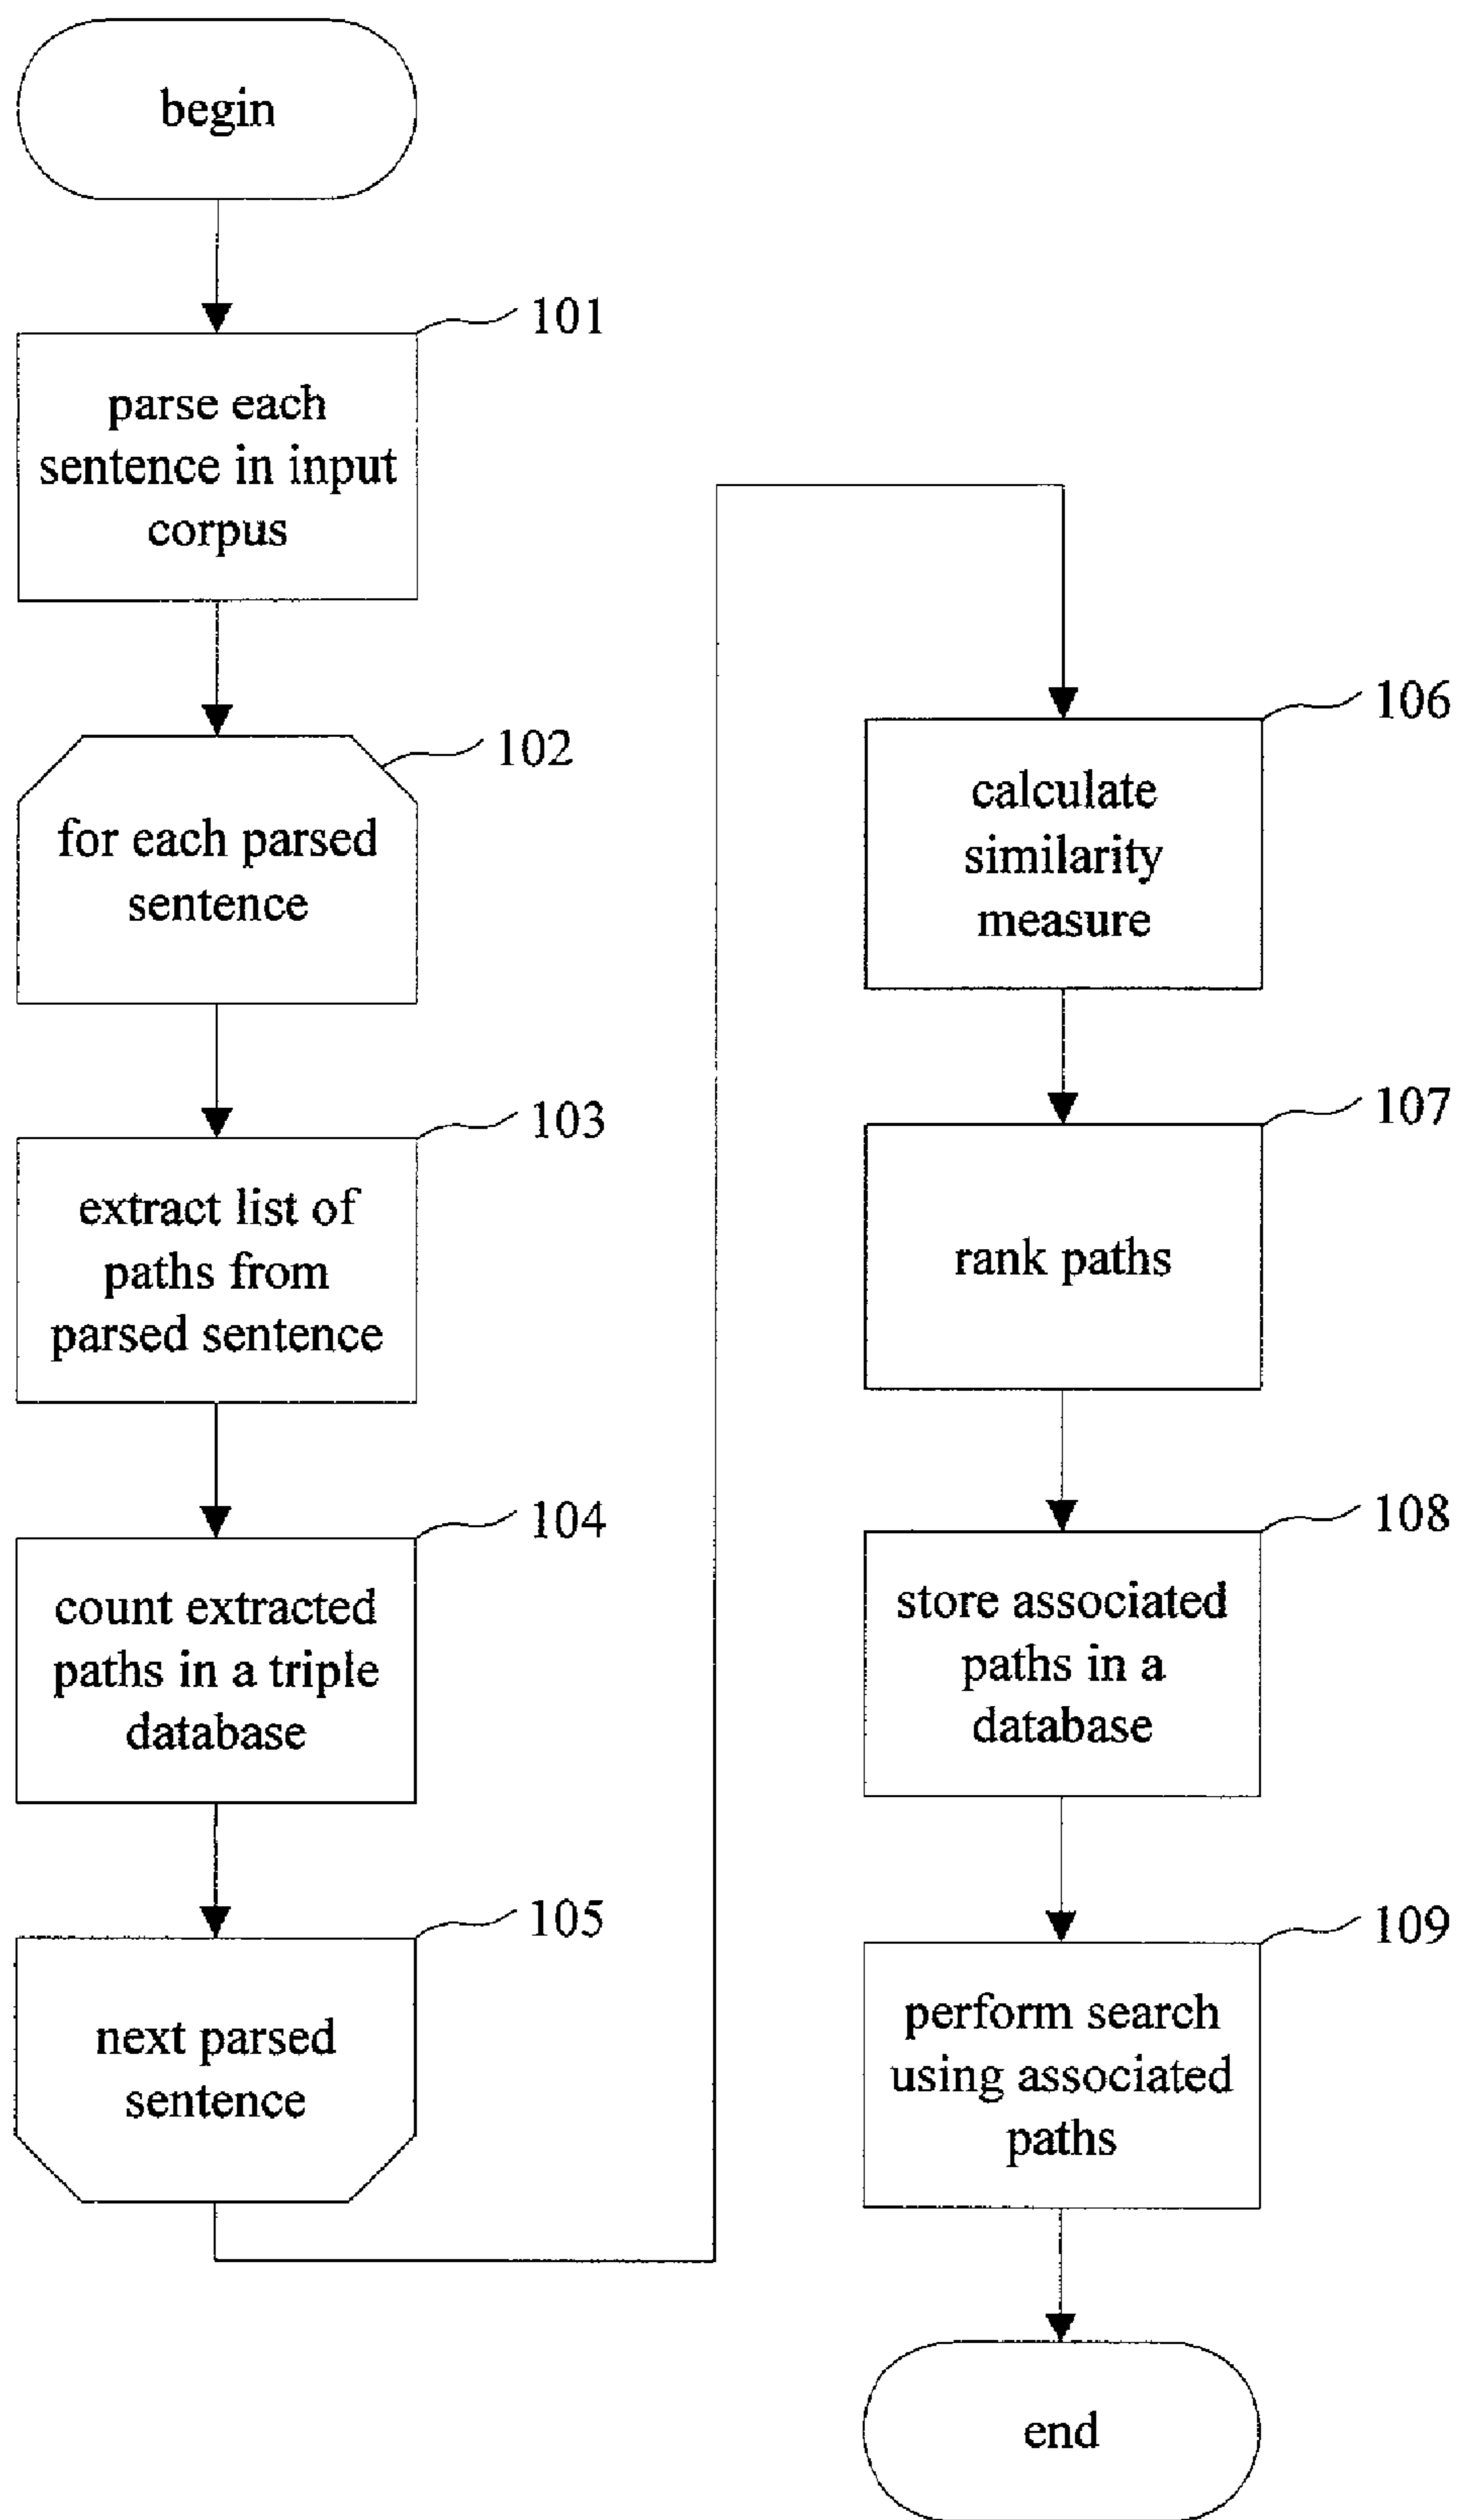 begin
101
parse each
sentence in input
corpus
102
for each parsed
sentence
103
extract list of
paths from
parsed sentence
104
count extracted
paths in a triple
database
105
next parsed
sentence
106
calculate
similarity
measure
107
rank paths
108
store associated
paths in a
database
109
perform search
using associated
paths
end